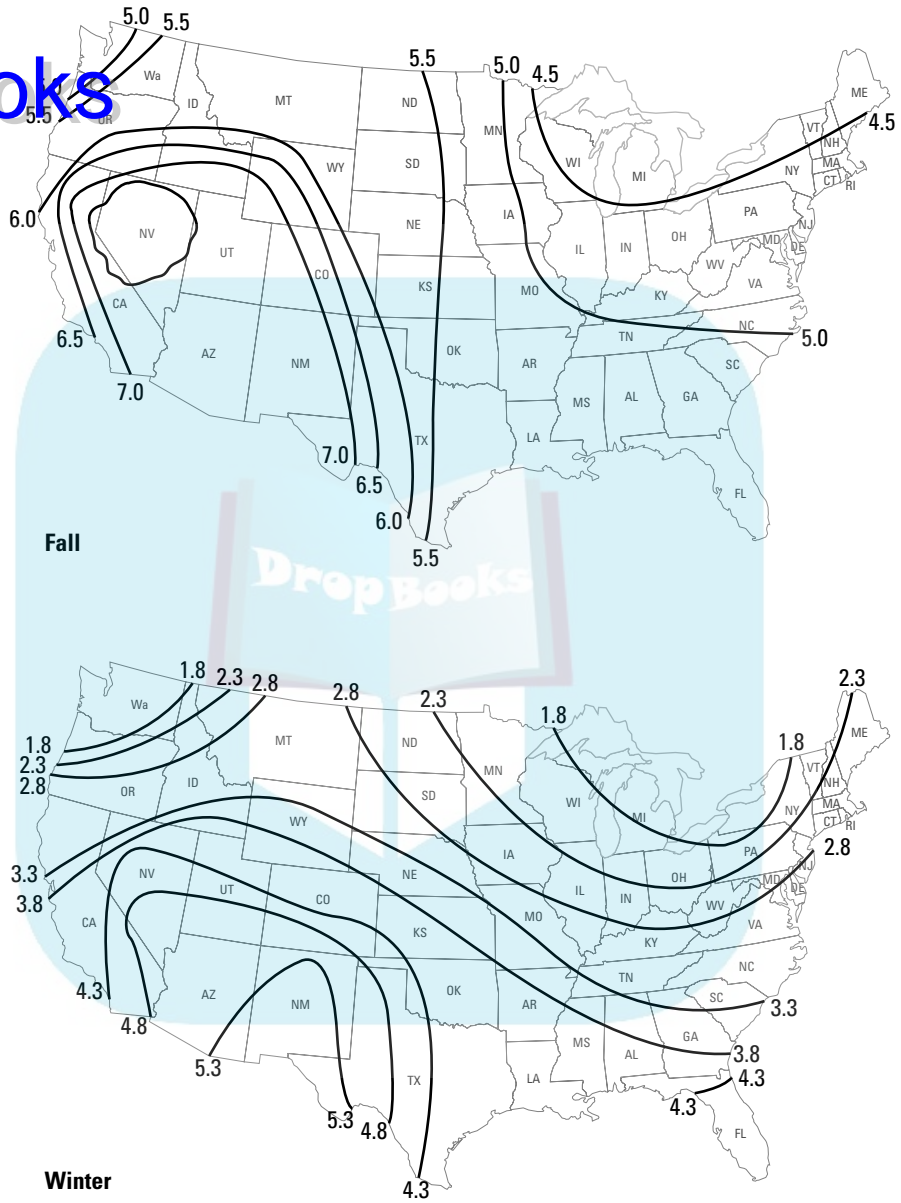 5.0 5.5
oks
Wa
5.5
OR
ID
MT
5.5
ND
5.0
4.5
MN
WI
MI
ME
4.5
VT
NH
MA
CT
RI
NY
WY
SD
IA
PA
NJ
6.0
NV
UT
NE
IL
IN
OH
MD
DE
WV
VA
CO
KS
MO
KY
CA
NC
5.0
6.5
AZ
NM
OK
AR
TN
SC
7.0
MS
AL
GA
TX
LA
7.0
6.5
6.0
5.5
FL
Fall
Drop Books
1.8 2.3 2.8
2.8
2.3
1.8
2.3
Wa
1.8
2.3
2.8
OR
ID
MT
ND
MN
WI
MI
1.8
ME
VT
NH
MA
CT
RI
NY
SD
WY
IA
PA
2.8
NJ
3.3
3.8
NV
UT
NE
IL
IN
OH
MD
DE
WV
VA
CO
CA
KS
MO
KY
NC
4.3
4.8
AZ
NM
OK
AR
TN
SC
3.3
MS
AL
GA
3.8
5.3
TX
LA
4.3
4.3
5.3
4.8
4.3
FL
Winter